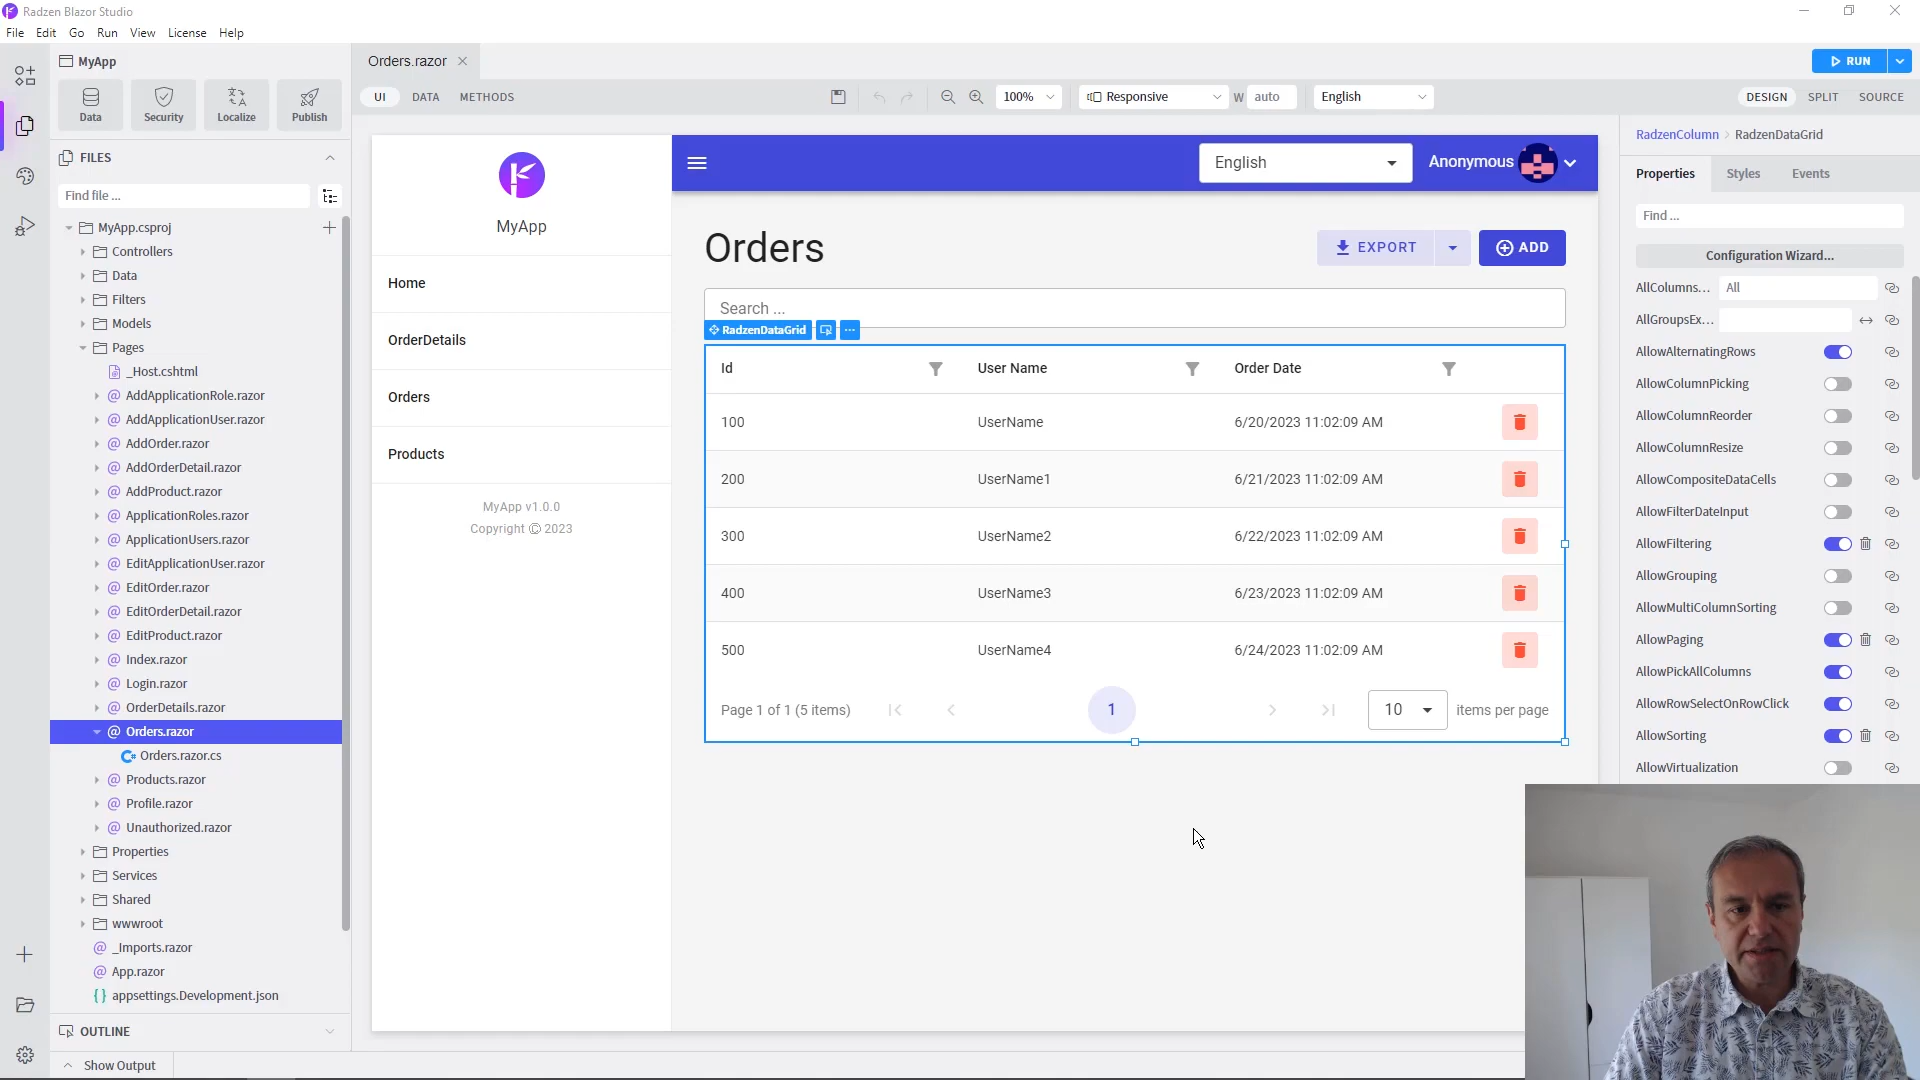 Radzen Blazor Studio
File Edit Go Run View License Help
MyApp
Data Security Localize Publish
FILES
Find file ...
MyApp.csproj
Controllers
Data
Filters
Models
Pages
_Host.cshtml
AddApplicationRole.razor
AddApplicationUser.razor
AddOrder.razor
AddOrderDetail.razor
AddProduct.razor
ApplicationRoles.razor
ApplicationUsers.razor
EditApplicationUser.razor
EditOrder.razor
EditOrderDetail.razor
EditProduct.razor
Index.razor
Login.razor
OrderDetails.razor
Orders.razor
Orders.razor.cs
Products.razor
Profile.razor
Unauthorized.razor
Properties
Services
Shared
wwwroot
_Imports.razor
App.razor
appsettings.Development.json
OUTLINE
Show Output
Orders.razor
RUN
UI DATA METHODS
100% Responsive W auto English
DESIGN SPLIT SOURCE
MyApp
Home
OrderDetails
Orders
Products
MyApp v1.0.0
Copyright © 2023
English Anonymous
Orders
EXPORT ADD
Search ...
RadzenDataGrid
Id User Name Order Date
100 UserName 6/20/2023 11:02:09 AM
200 UserName1 6/21/2023 11:02:09 AM
300 UserName2 6/22/2023 11:02:09 AM
400 UserName3 6/23/2023 11:02:09 AM
500 UserName4 6/24/2023 11:02:09 AM
Page 1 of 1 (5 items) 1 10 items per page
RadzenColumn > RadzenDataGrid
Properties Styles Events
Find ...
Configuration Wizard...
AllColumns... All
AllGroupsEx...
AllowAlternatingRows
AllowColumnPicking
AllowColumnReorder
AllowColumnResize
AllowCompositeDataCells
AllowFilterDateInput
AllowFiltering
AllowGrouping
AllowMultiColumnSorting
AllowPaging
AllowPickAllColumns
AllowRowSelectOnRowClick
AllowSorting
AllowVirtualization